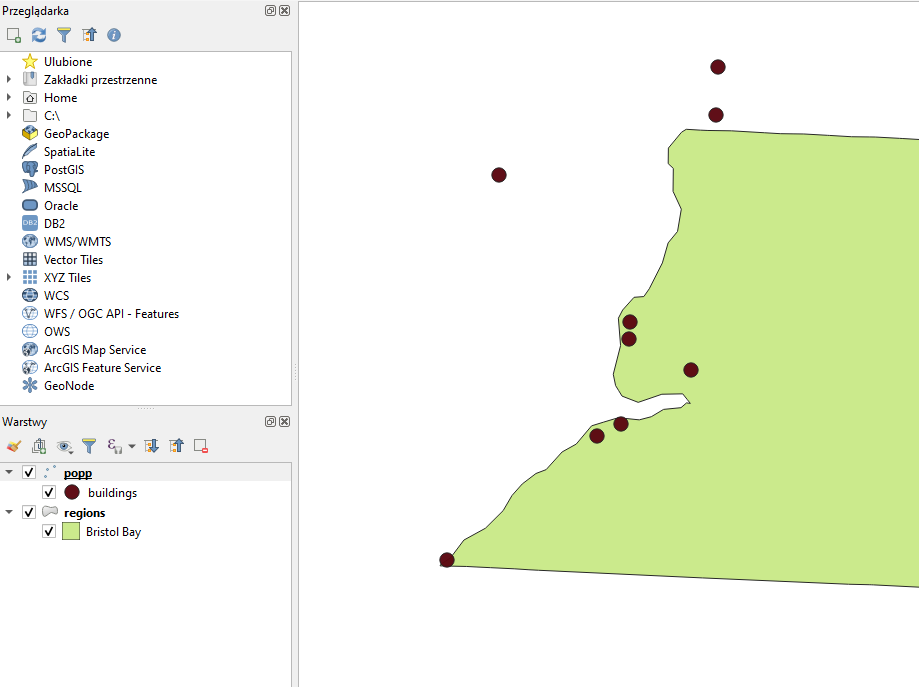 Przeglądarka
Ulubione
Zakładki przestrzenne
Home
C:\
GeoPackage
SpatiaLite
PostGIS
MSSQL
Oracle
DB2
DB2
WMS/WMTS
Vector Tiles
XYZ Tiles
WCS
WFS / OGC API - Features
OWS
ArcGIS Map Service
ArcGIS Feature Service
GeoNode
Warstwy
popp
buildings
regions
Bristol Bay